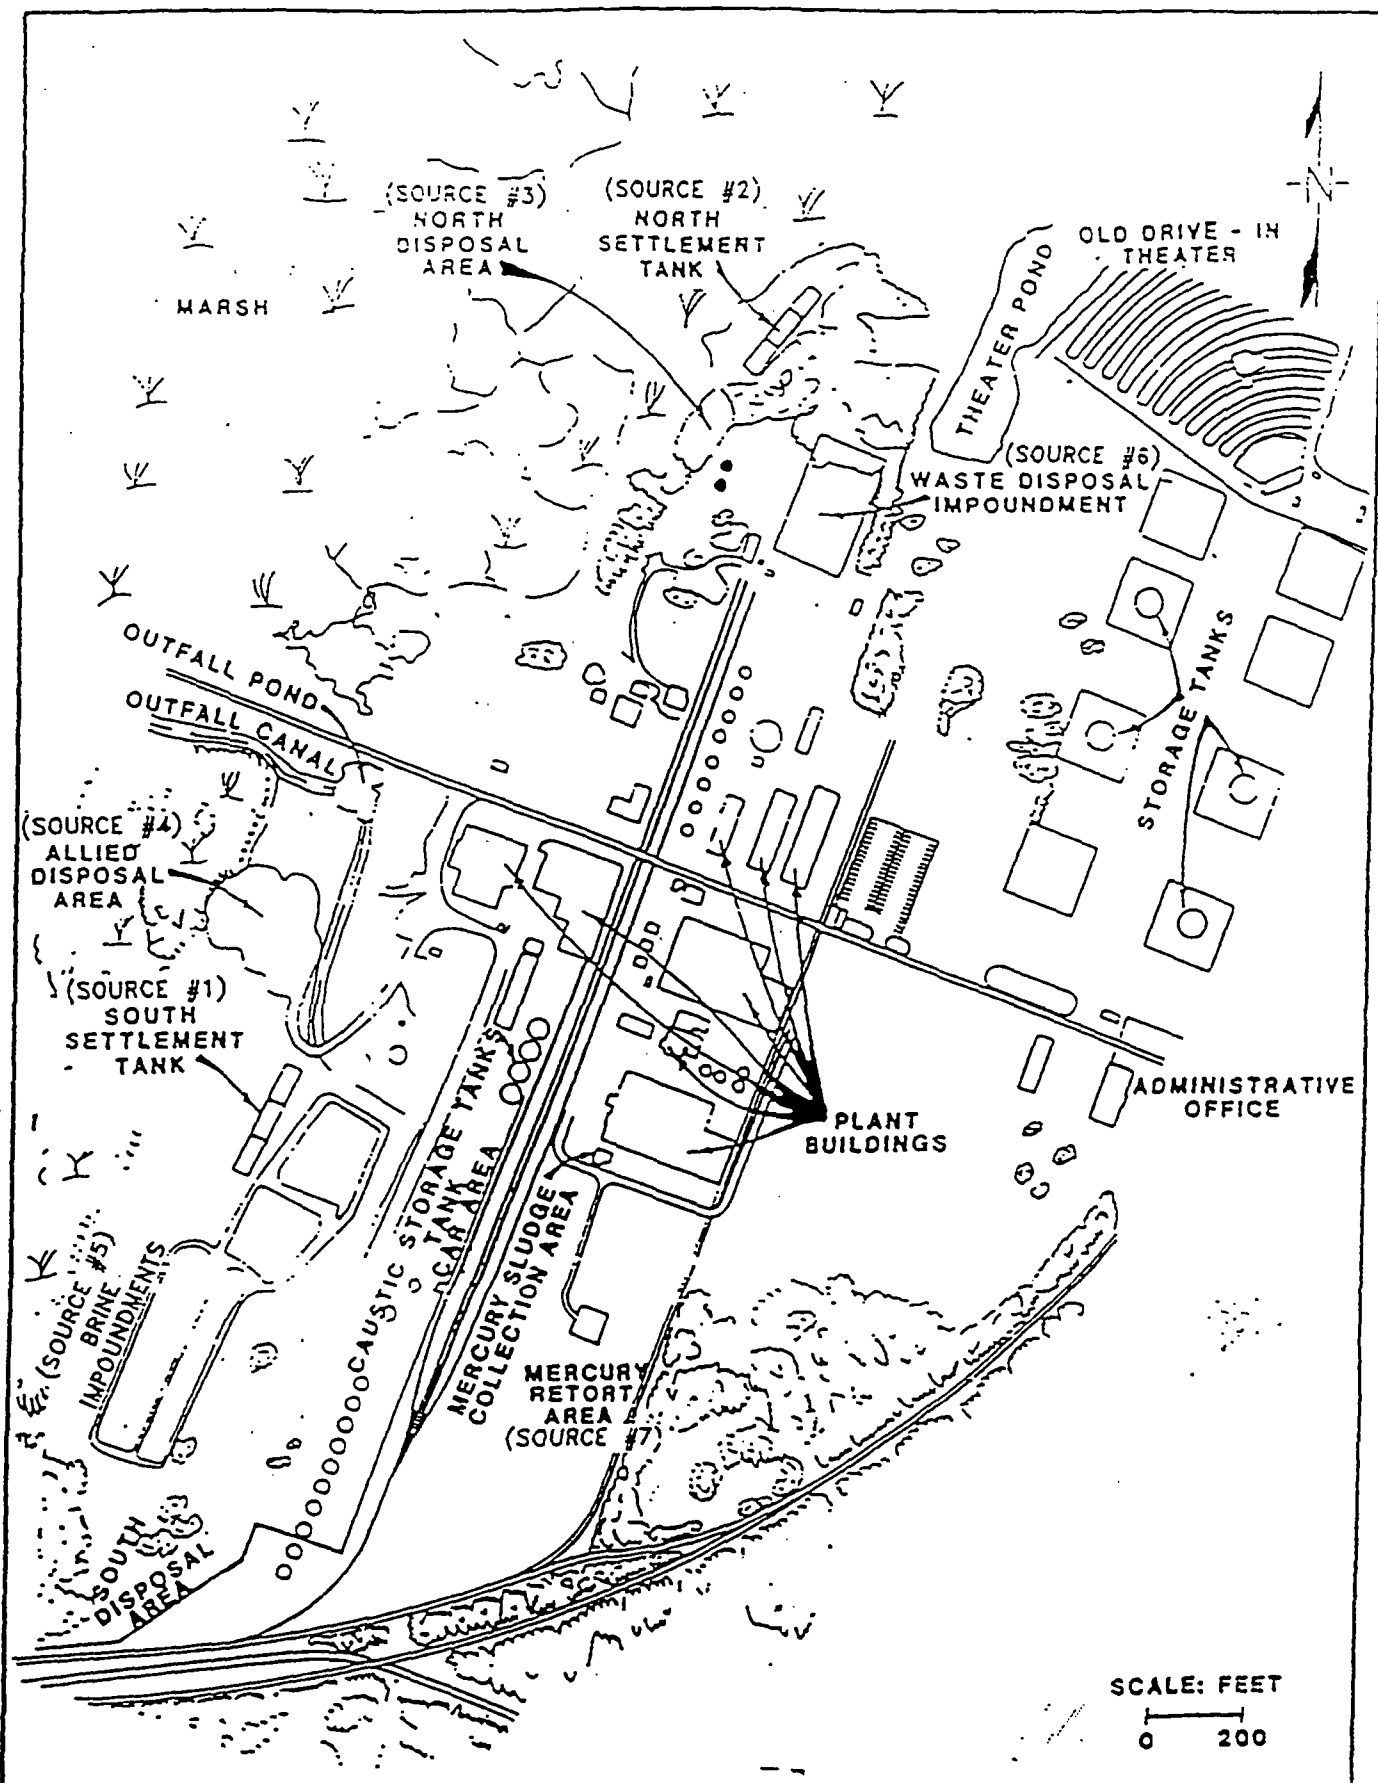 (SOURCE #3)
NORTH
DISPOSAL
AREA
(SOURCE #2)
NORTH
SETTLEMENT
TANK
N
OLD DRIVE - IN
THEATER
THEATER POND
MARSH
(SOURCE #6)
WASTE DISPOSAL
IMPOUNDMENT
STORAGE TANKS
OUTFALL POND
OUTFALL CANAL
(SOURCE #4)
ALLIED
DISPOSAL
AREA
(SOURCE #1)
SOUTH
SETTLEMENT
TANK
ADMINISTRATIVE
OFFICE
PLANT
BUILDINGS
CAUSTIC STORAGE TANKS
TANK
CAR AREA
MERCURY SLUDGE
COLLECTION AREA
(SOURCE #5)
BRINE
IMPOUNDMENTS
MERCURY
RETORT
AREA
(SOURCE #7)
SOUTH
DISPOSAL
AREA
SCALE: FEET
0 200